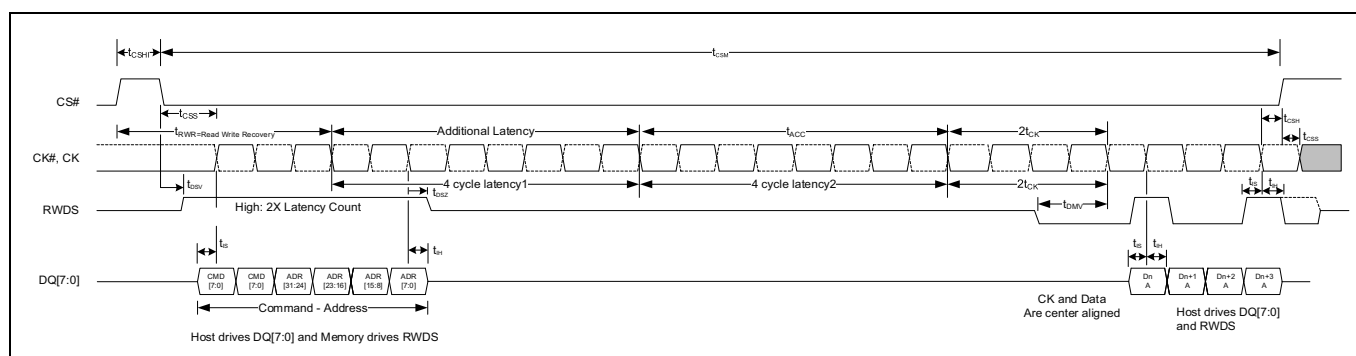 tCSHI
tCSM
CS#
tCSS
tCSH
tRWR=Read Write Recovery
Additional Latency
tACC
2tCK
tCSS
CK#, CK
tDSV
4 cycle latency1
tDSZ
4 cycle latency2
2tCK
tIS
tIH
RWDS
High: 2X Latency Count
tDMV
tIS
tIH
tIS
tIH
DQ[7:0]
CMD
[7:0]
CMD
[7:0]
ADR
[31:24]
ADR
[23:16]
ADR
[15:8]
ADR
[7:0]
Dn
A
Dn+1
A
Dn+2
A
Dn+3
A
Command - Address
CK and Data
Are center aligned
Host drives DQ[7:0]
and RWDS
Host drives DQ[7:0] and Memory drives RWDS